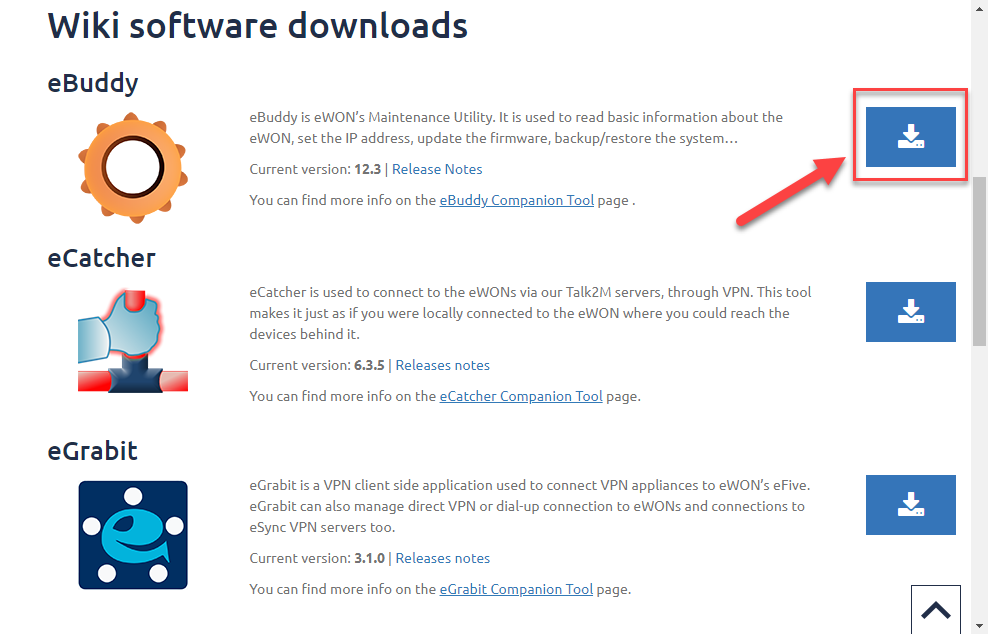 Wiki software downloads
eBuddy
eBuddy is eWON’s Maintenance Utility. It is used to read basic information about the
eWON, set the IP address, update the firmware, backup/restore the system…
Current version: 12.3 | Release Notes
You can find more info on the eBuddy Companion Tool page .
eCatcher
eCatcher is used to connect to the eWONs via our Talk2M servers, through VPN. This tool
makes it just as if you were locally connected to the eWON where you could reach the
devices behind it.
Current version: 6.3.5 | Releases notes
You can find more info on the eCatcher Companion Tool page.
eGrabit
eGrabit is a VPN client side application used to connect VPN appliances to eWON’s eFive.
eGrabit can also manage direct VPN or dial-up connection to eWONs and connections to
eSync VPN servers too.
Current version: 3.1.0 | Releases notes
You can find more info on the eGrabit Companion Tool page.